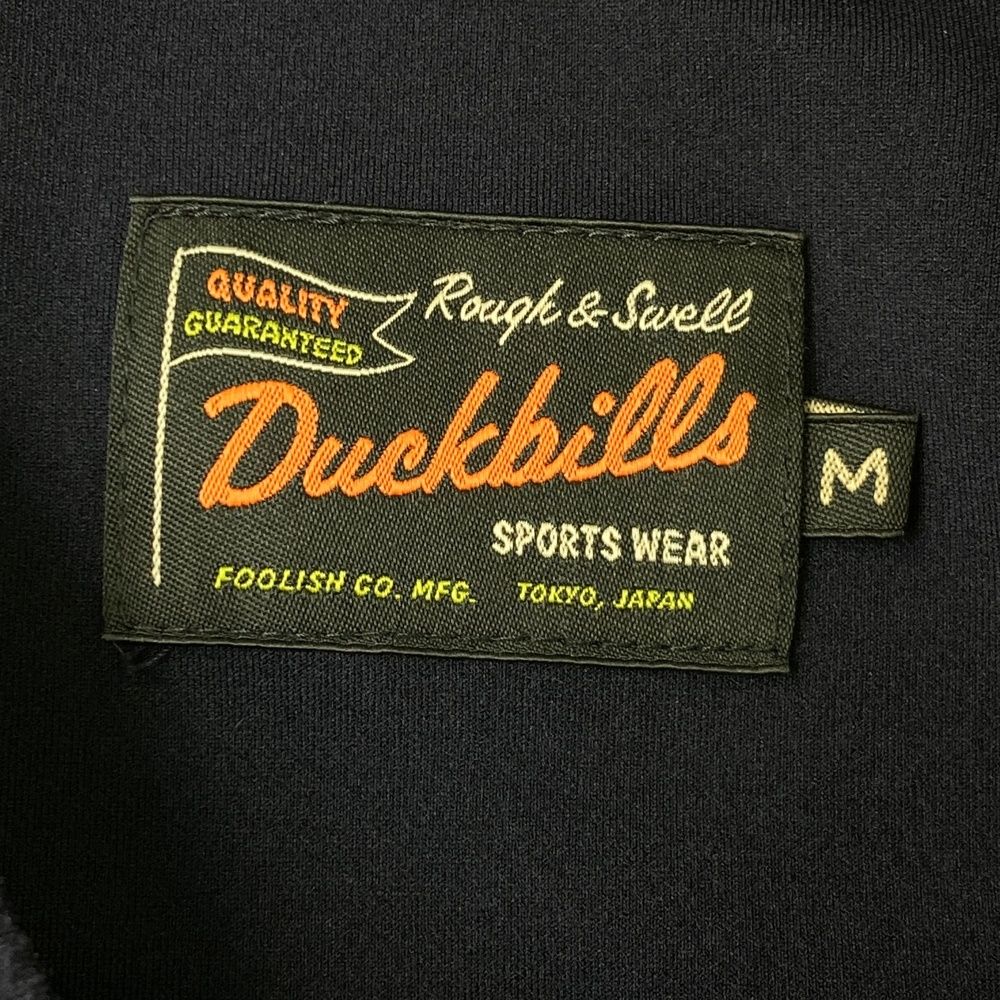 QUALITY
GUARANTEED
Rough & Swell
Duckbills
SPORTS WEAR
FOOLISH CO. MFG. TOKYO, JAPAN
M